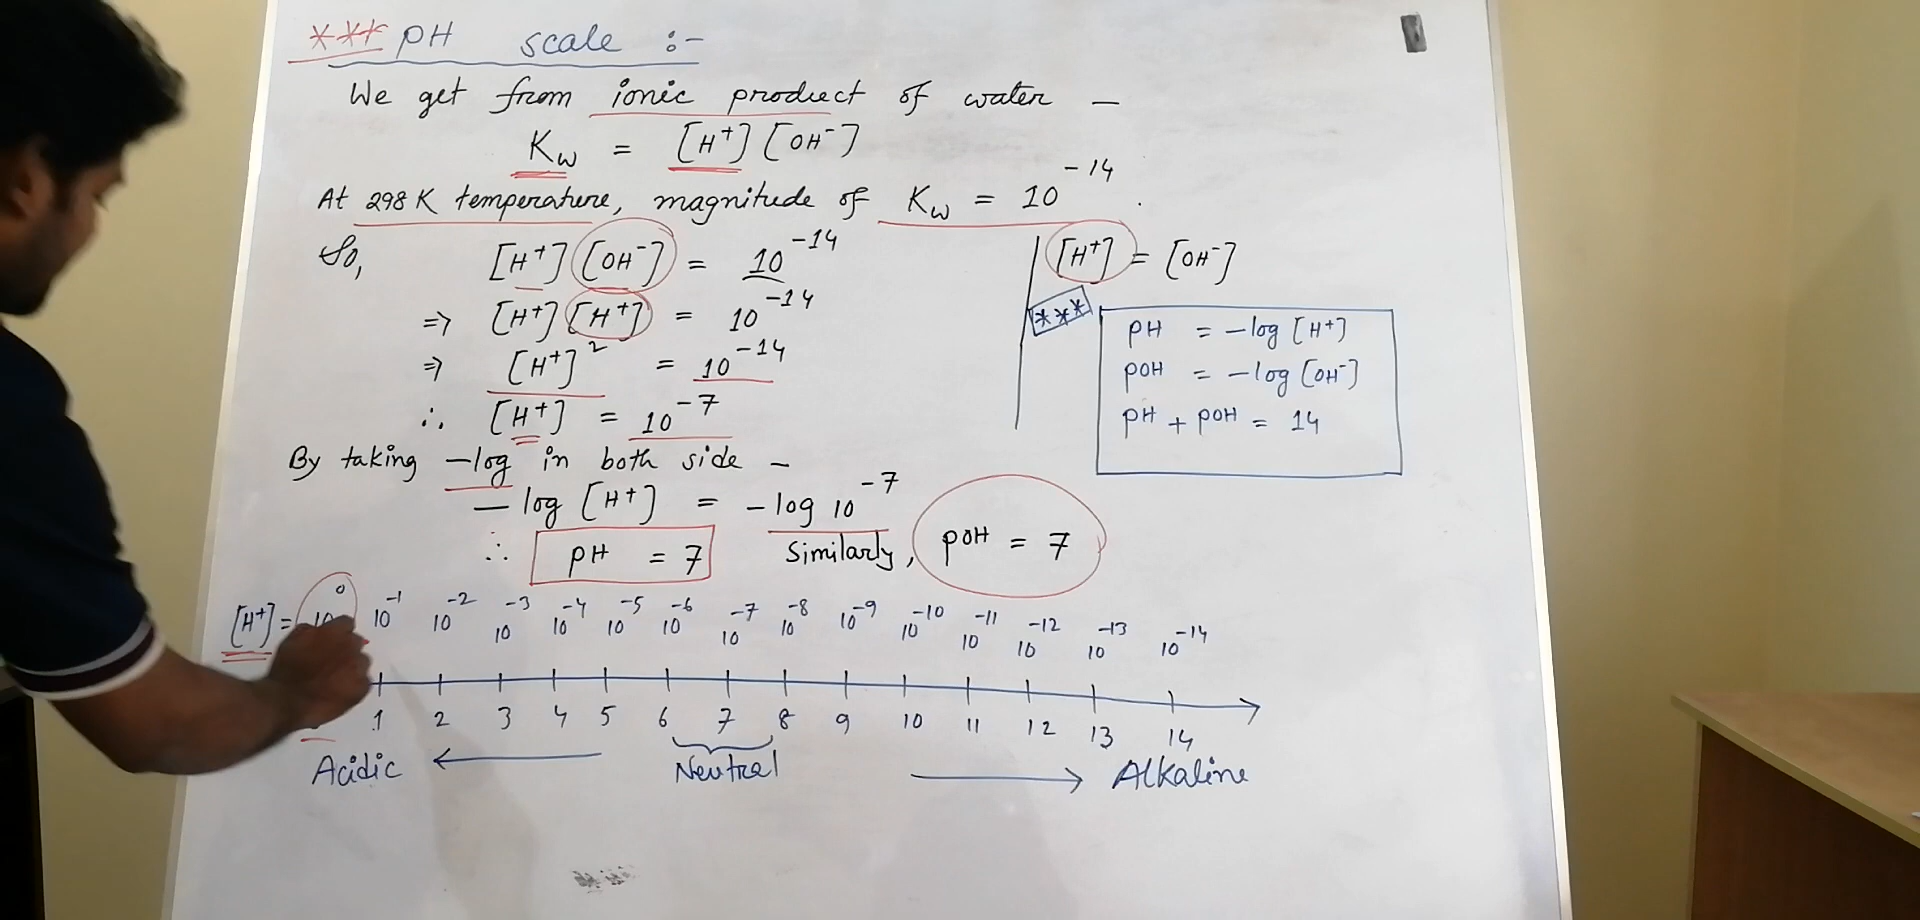 *** pH scale :-
We get from ionic product of water —
Kw = [H⁺] [OH⁻]
At 298 K temperature, magnitude of Kw = 10⁻¹⁴.
So, [H⁺] [OH⁻] = 10⁻¹⁴
[H⁺] = [OH⁻]
⇒ [H⁺] [H⁺] = 10⁻¹⁴
⇒ [H⁺]² = 10⁻¹⁴
∴ [H⁺] = 10⁻⁷
***
pH = -log [H⁺]
pOH = -log [OH⁻]
pH + pOH = 14
By taking -log in both side —
- log [H⁺] = - log 10⁻⁷
∴ pH = 7 Similarly, pOH = 7
[H⁺] = 10⁰ 10⁻¹ 10⁻² 10⁻³ 10⁻⁴ 10⁻⁵ 10⁻⁶ 10⁻⁷ 10⁻⁸ 10⁻⁹ 10⁻¹⁰ 10⁻¹¹ 10⁻¹² 10⁻¹³ 10⁻¹⁴
1 2 3 4 5 6 7 8 9 10 11 12 13 14
Acidic ← Neutral → Alkaline